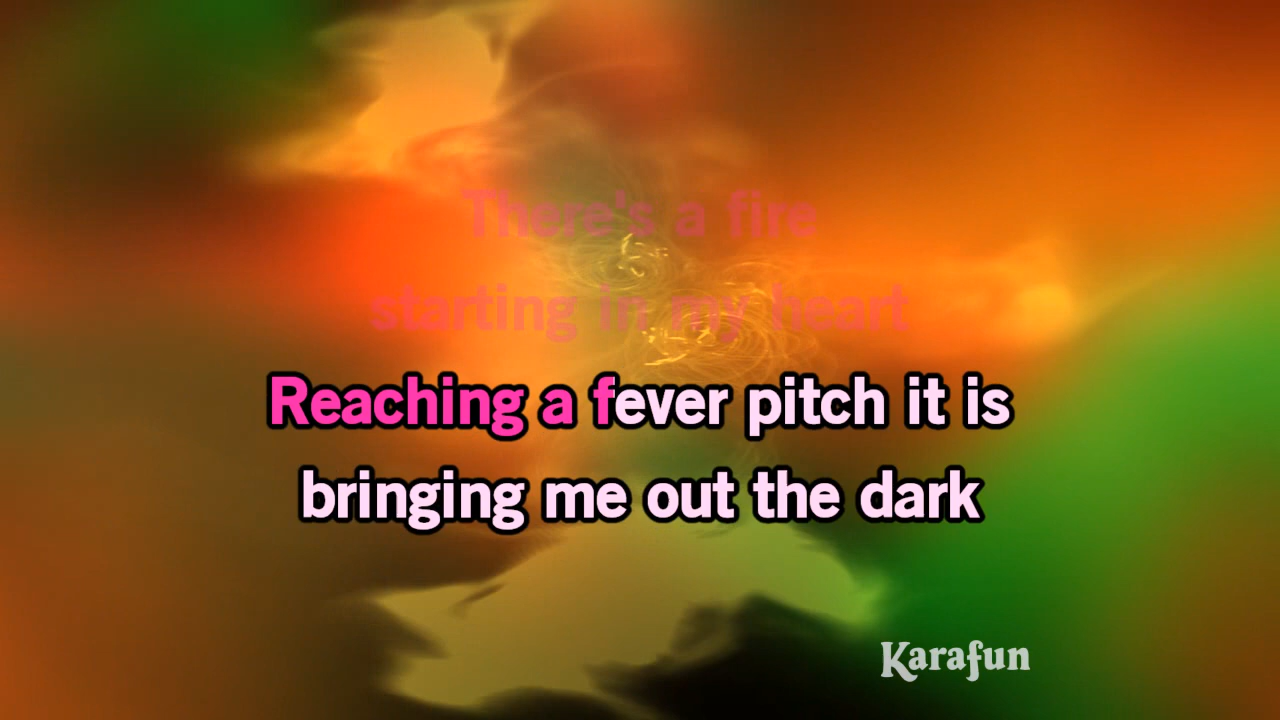 There's a fire
starting in my heart
Reaching a fever pitch it is
bringing me out the dark
Karafun